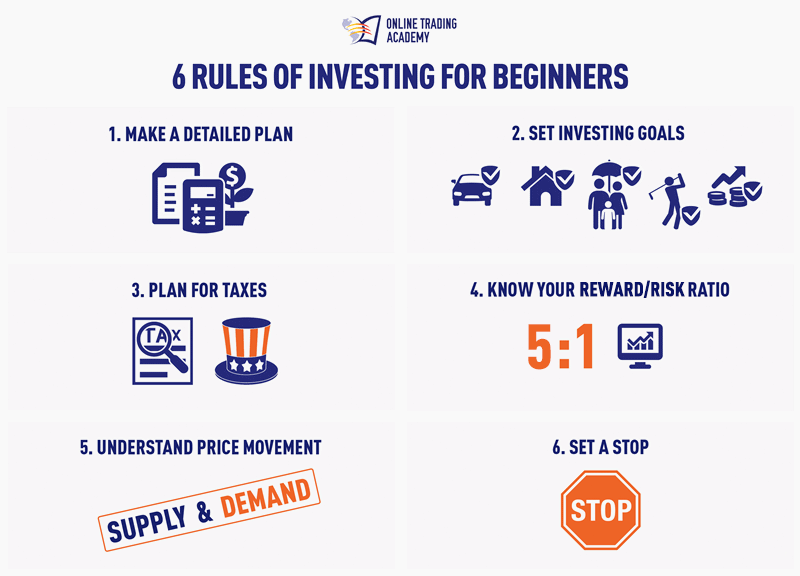 ONLINE TRADING
ACADEMY
6 RULES OF INVESTING FOR BEGINNERS
1. MAKE A DETAILED PLAN
$
2. SET INVESTING GOALS
3. PLAN FOR TAXES
TAX
4. KNOW YOUR REWARD/RISK RATIO
5:1
5. UNDERSTAND PRICE MOVEMENT
SUPPLY & DEMAND
6. SET A STOP
STOP